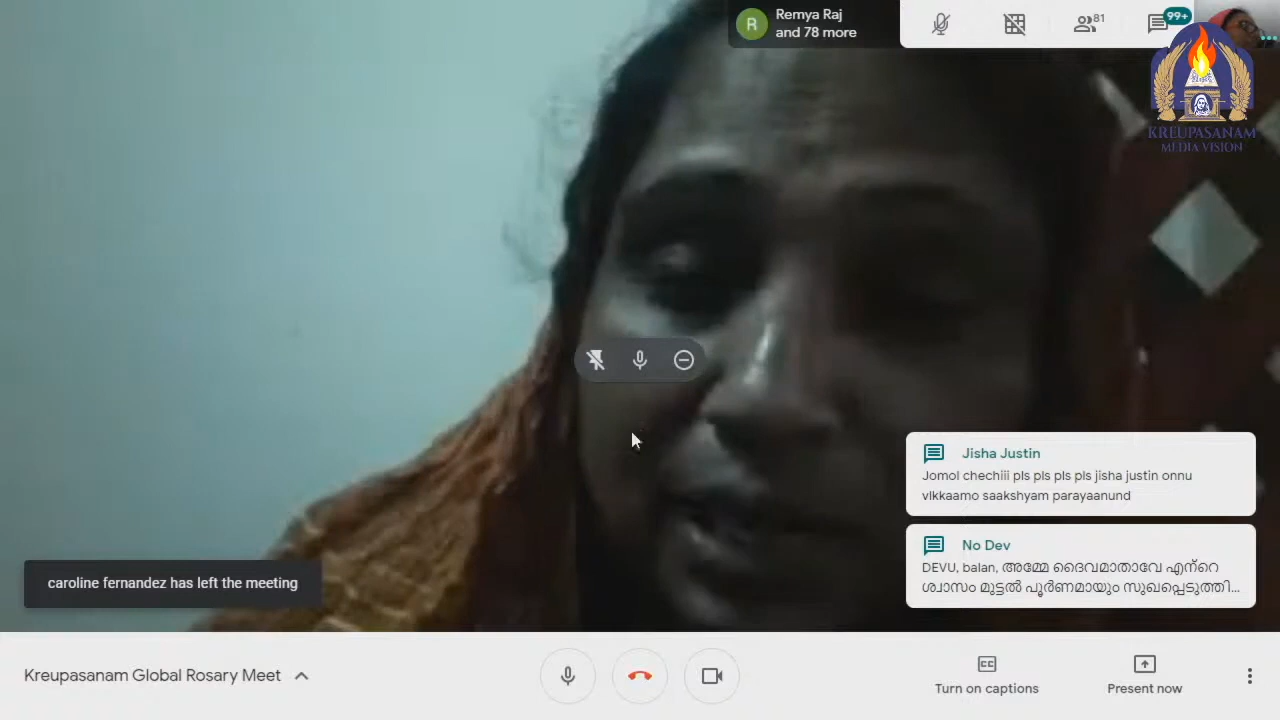 Remya Raj
and 78 more
81
99+
KREUPASANAM
MEDIA VISION
Jisha Justin
Jomol chechiii pls pls pls pls jisha justin onnu
vlkkaamo saakshyam parayaanund
No Dev
DEVU, balan, അമ്മേ ദൈവമാതാവേ എന്റെ
ശ്വാസം മുട്ടൽ പൂർണമായും സുഖപ്പെടുത്തി...
caroline fernandez has left the meeting
Kreupasanam Global Rosary Meet
CC
Turn on captions
Present now